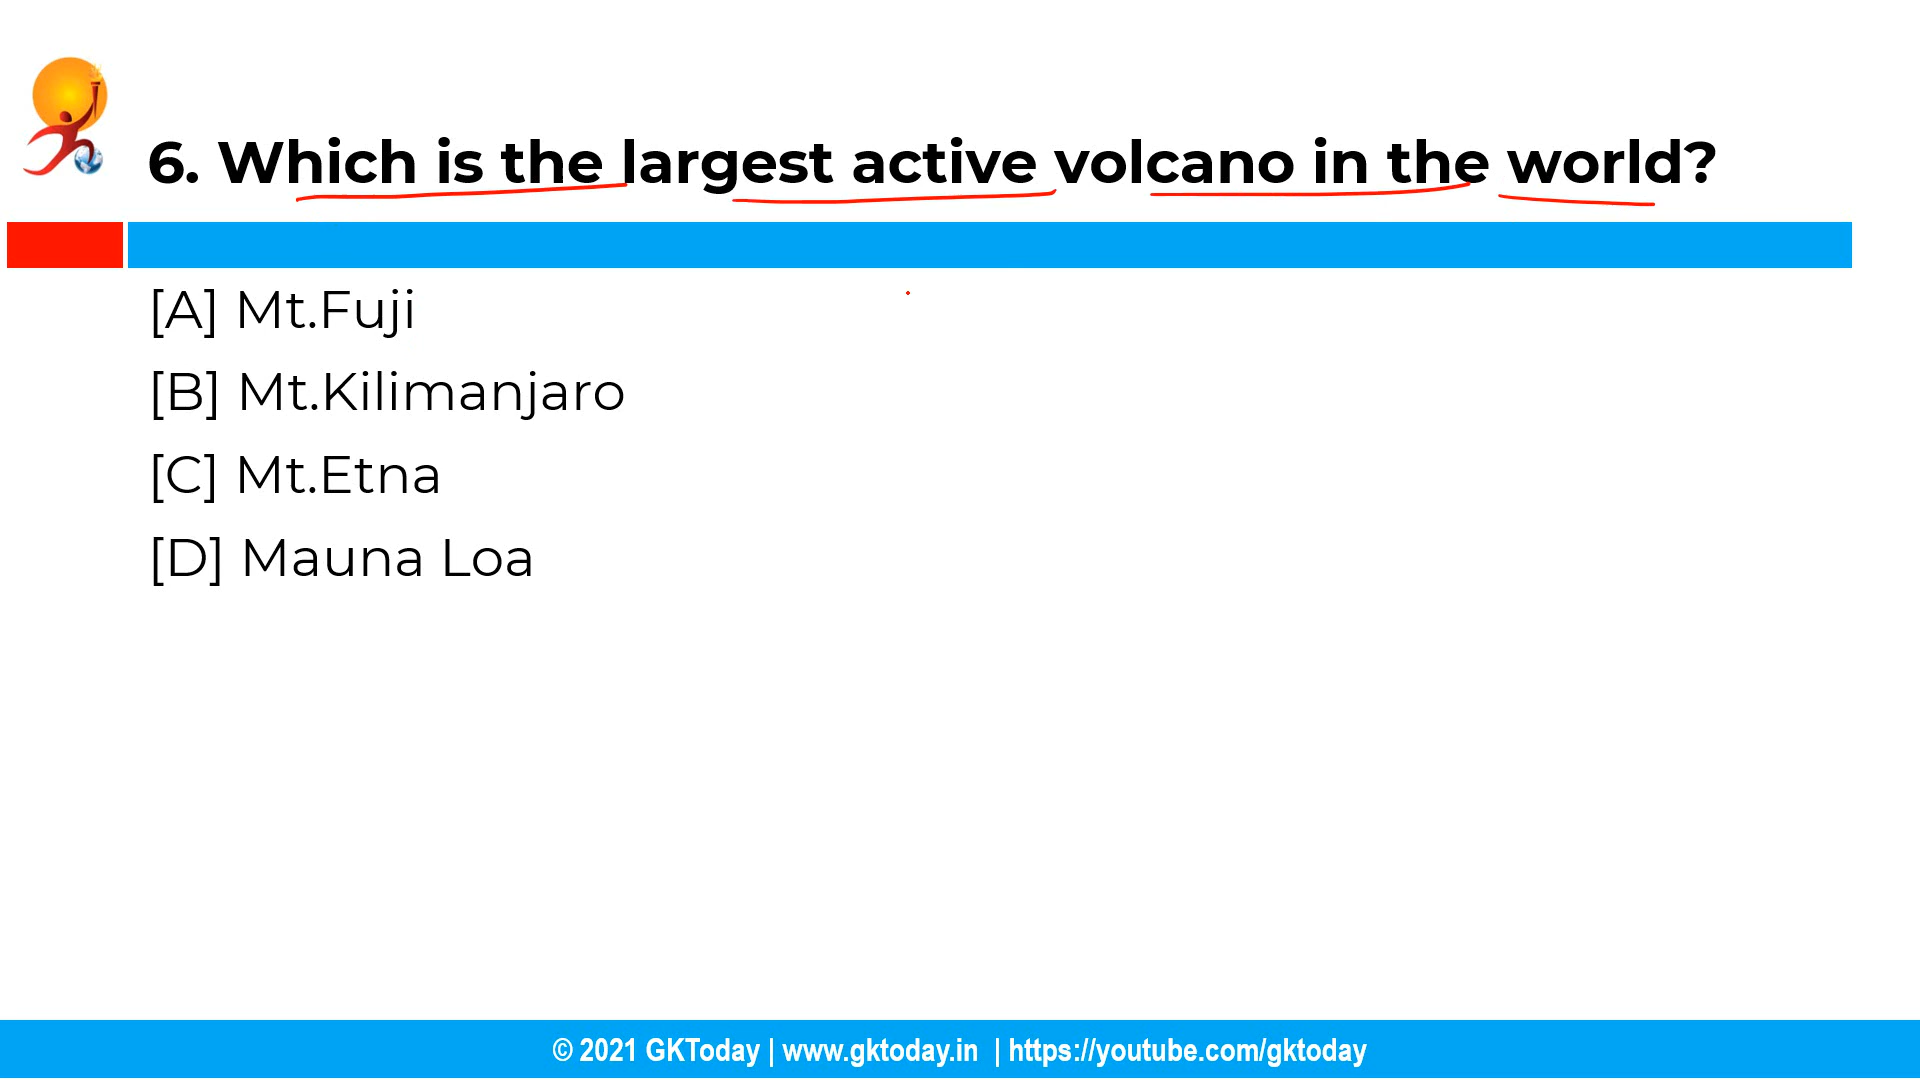 6. Which is the largest active volcano in the world?
[A] Mt.Fuji
[B] Mt.Kilimanjaro
[C] Mt.Etna
[D] Mauna Loa
© 2021 GKToday | www.gktoday.in | https://youtube.com/gktoday